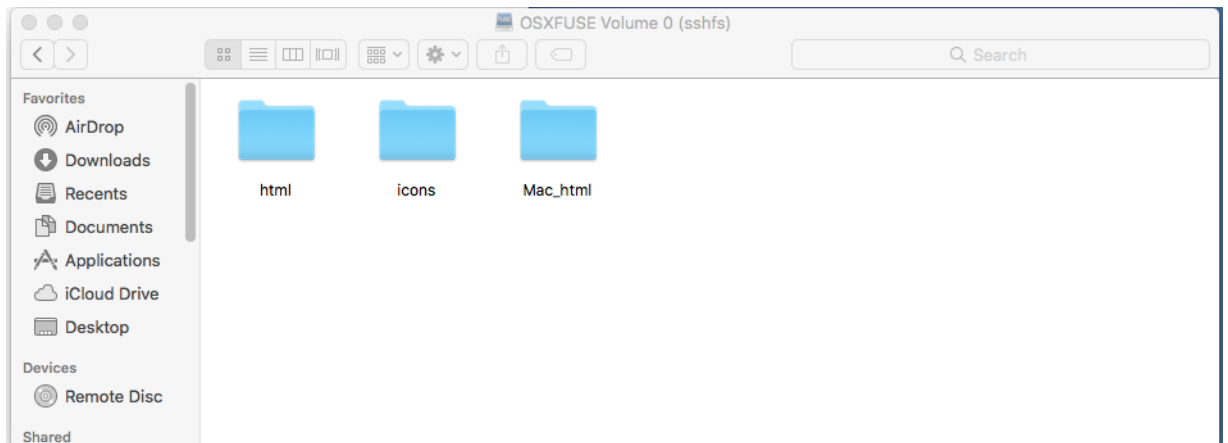 OSXFUSE Volume 0 (sshfs)
Search
Favorites
AirDrop
Downloads
Recents
Documents
Applications
iCloud Drive
Desktop
Devices
Remote Disc
Shared
html
icons
Mac_html